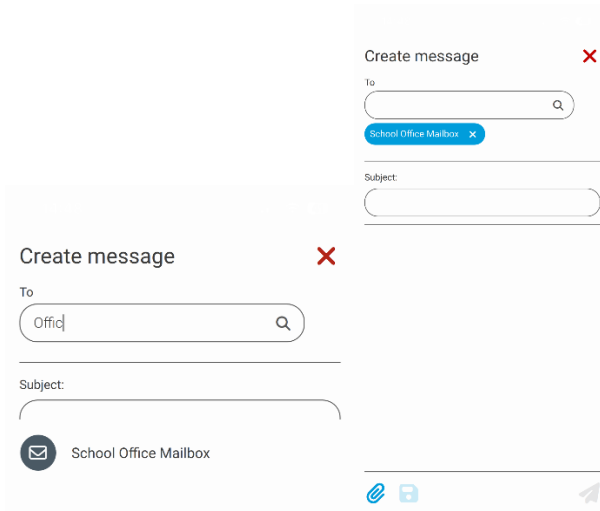 Create message
To
Offic
Subject:
School Office Mailbox
Create message
To
School Office Mailbox
Subject: